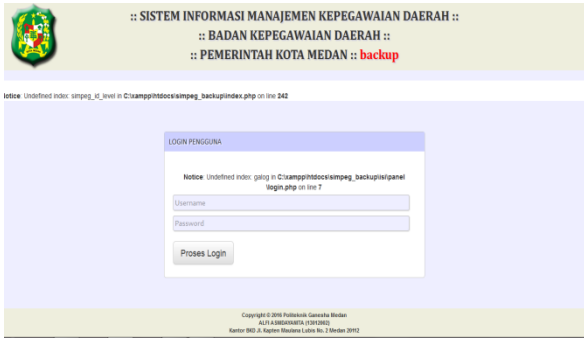 :: SISTEM INFORMASI MANAJEMEN KEPEGAWAIAN DAERAH ::
:: BADAN KEPEGAWAIAN DAERAH ::
:: PEMERINTAH KOTA MEDAN :: backup
lotice: Undefined index: simpeg_id_level in C:\xampp\htdocs\simpeg_backup\index.php on line 242
LOGIN PENGGUNA
Notice: Undefined index: galog in C:\xampp\htdocs\simpeg_backup\isi\panel
\login.php on line 7
Username
Password
Proses Login
Copyright © 2016 Politeknik Ganesha Medan
Kantor BKD Jl. Kapten Maulana Lubis No. 2 Medan 20112